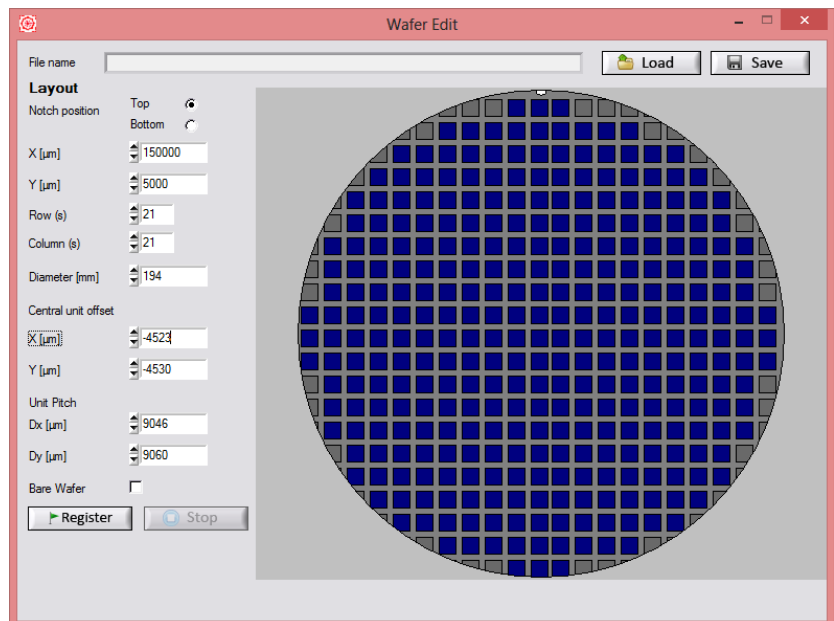 Wafer Edit
File name
Load
Save
Layout
Notch position
Top
Bottom
X [µm]
150000
Y [µm]
5000
Row (s)
21
Column (s)
21
Diameter [mm]
194
Central unit offset
X [µm]
-4523
Y [µm]
-4530
Unit Pitch
Dx [µm]
9046
Dy [µm]
9060
Bare Wafer
Register
Stop